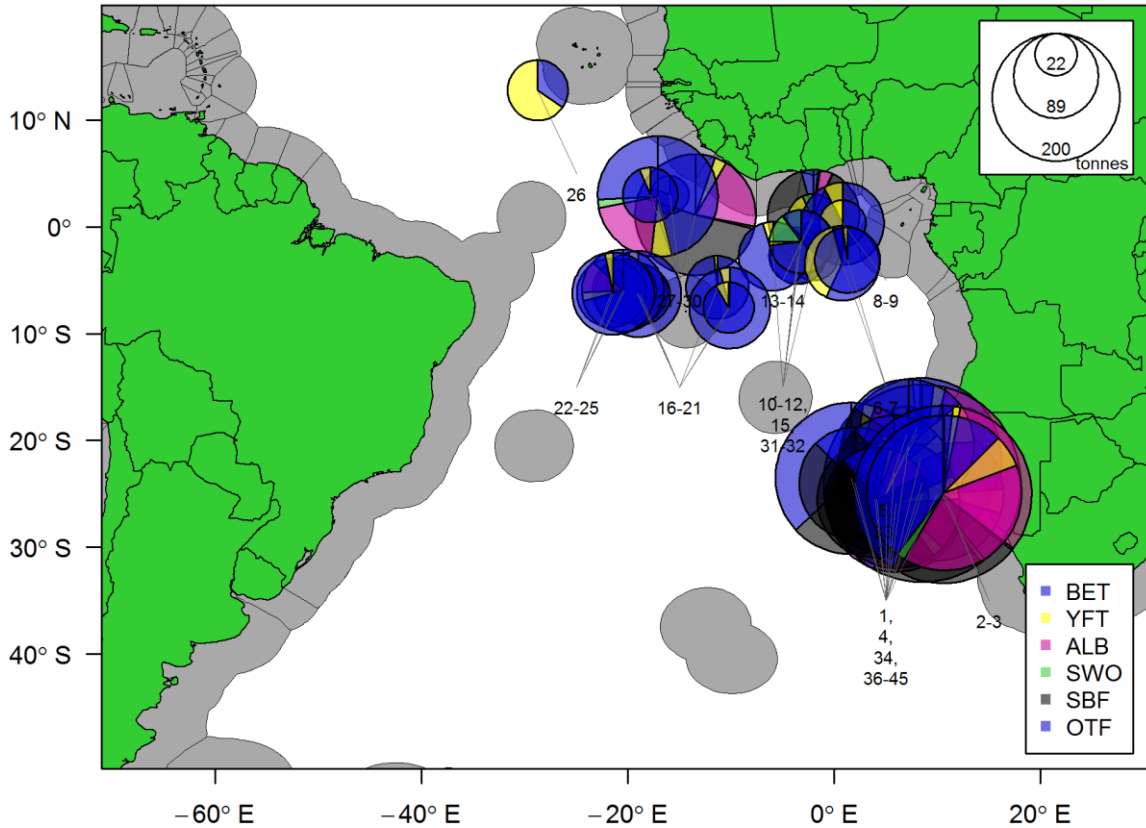 22
89
200
tonnes
10° N
0°
10° S
20° S
30° S
40° S
26
27-30
13-14
8-9
22-25
16-21
10-12,
15,
31-32
6-7
1,
4,
34,
36-45
2-3
BET
YFT
ALB
SWO
SBF
OTF
−60° E
−40° E
−20° E
0° E
20° E